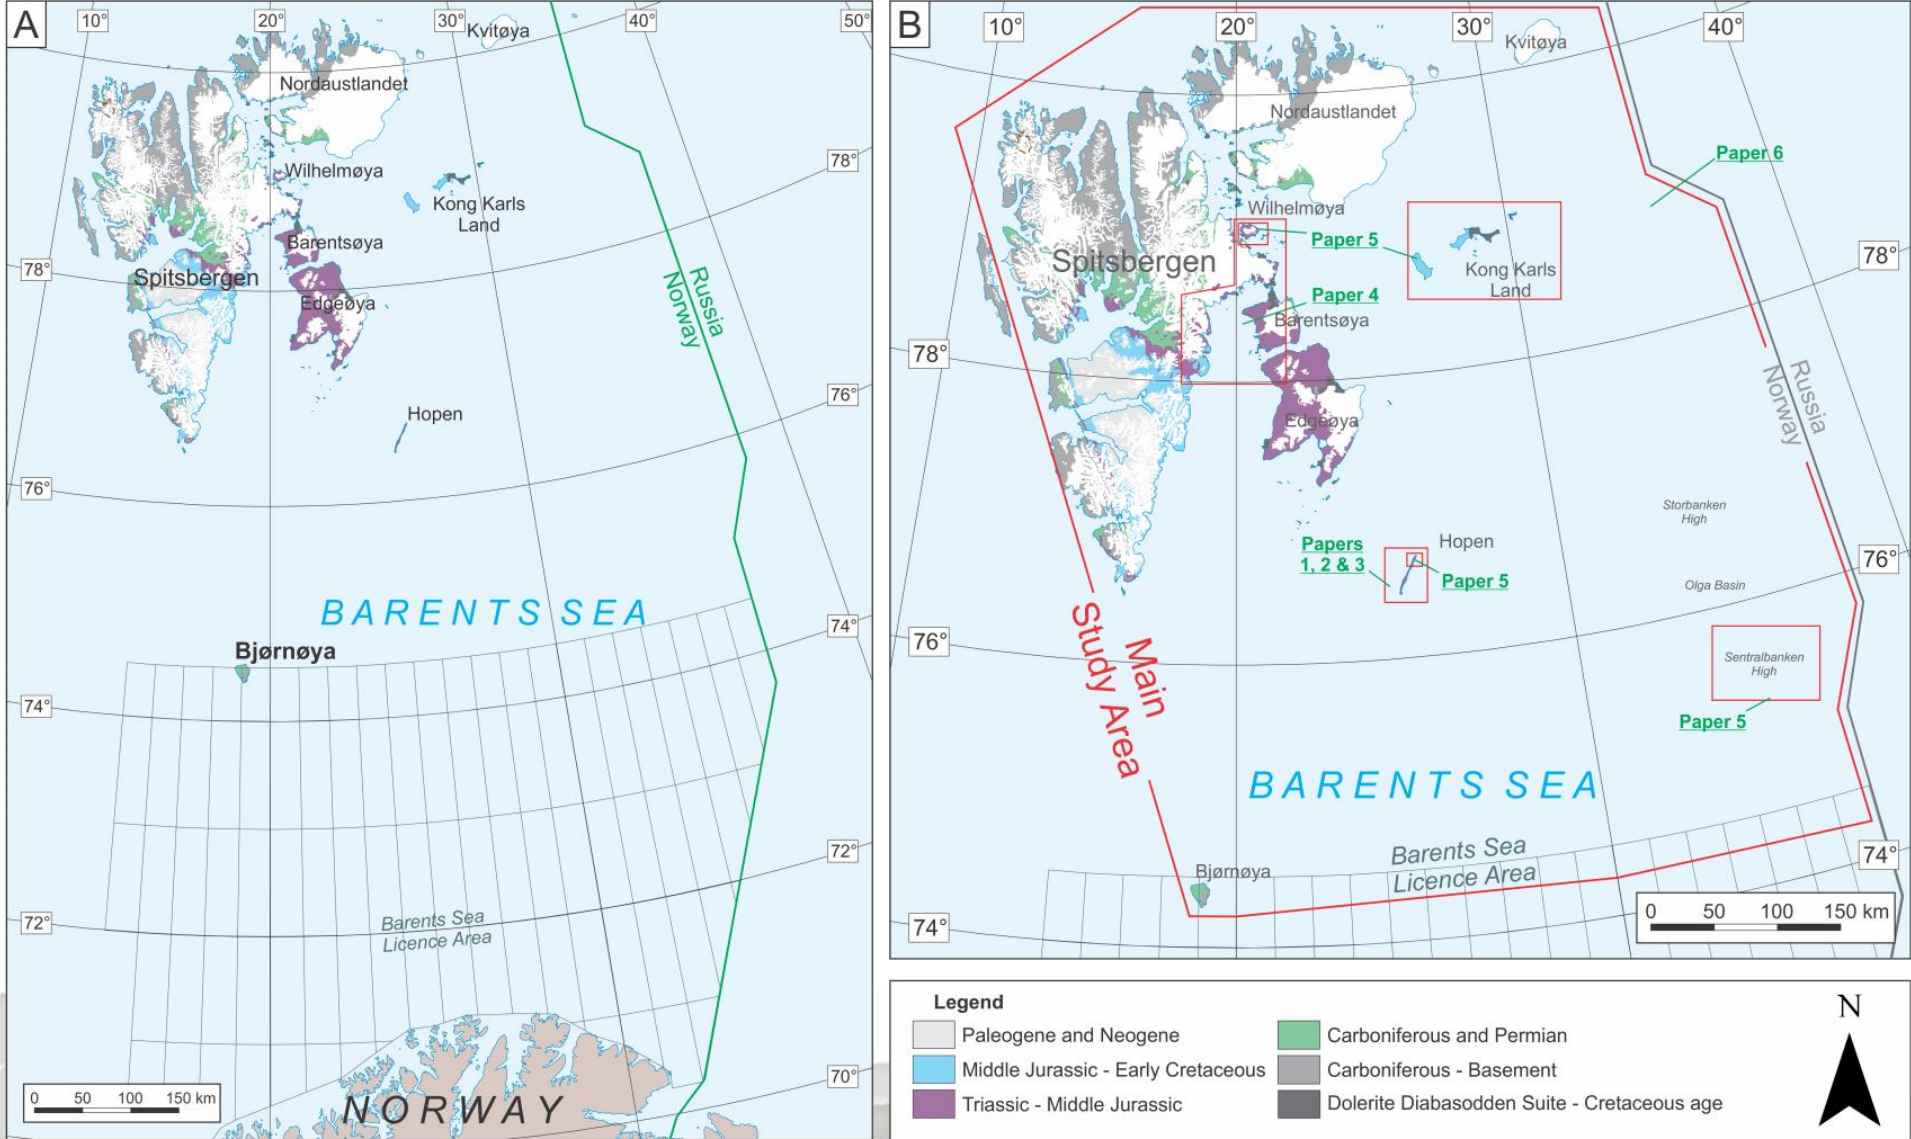 A
10°
20°
30°
40°
50°
Kvitøya
Nordaustlandet
Wilhelmøya
78°
Kong Karls
Land
Barentsøya
78°
Spitsbergen
Edgeøya
Russia
Norway
76°
Hopen
76°
BARENTS SEA
74°
Bjørnøya
74°
72°
72°
Barents Sea
Licence Area
70°
0 50 100 150 km
NORWAY
B
10°
20°
30°
40°
Kvitøya
Nordaustlandet
Paper 6
Wilhelmøya
Paper 5
78°
Spitsbergen
Kong Karls
Land
Paper 4
Barentsøya
78°
Russia
Norway
Edgeøya
Storbanken
High
Papers
1, 2 & 3
Hopen
Paper 5
76°
Olga Basin
76°
Main
Study Area
Sentralbanken
High
Paper 5
BARENTS SEA
Barents Sea
Licence Area
74°
Bjørnøya
74°
0 50 100 150 km
Legend
Paleogene and Neogene
Middle Jurassic - Early Cretaceous
Triassic - Middle Jurassic
Carboniferous and Permian
Carboniferous - Basement
Dolerite Diabasodden Suite - Cretaceous age
N